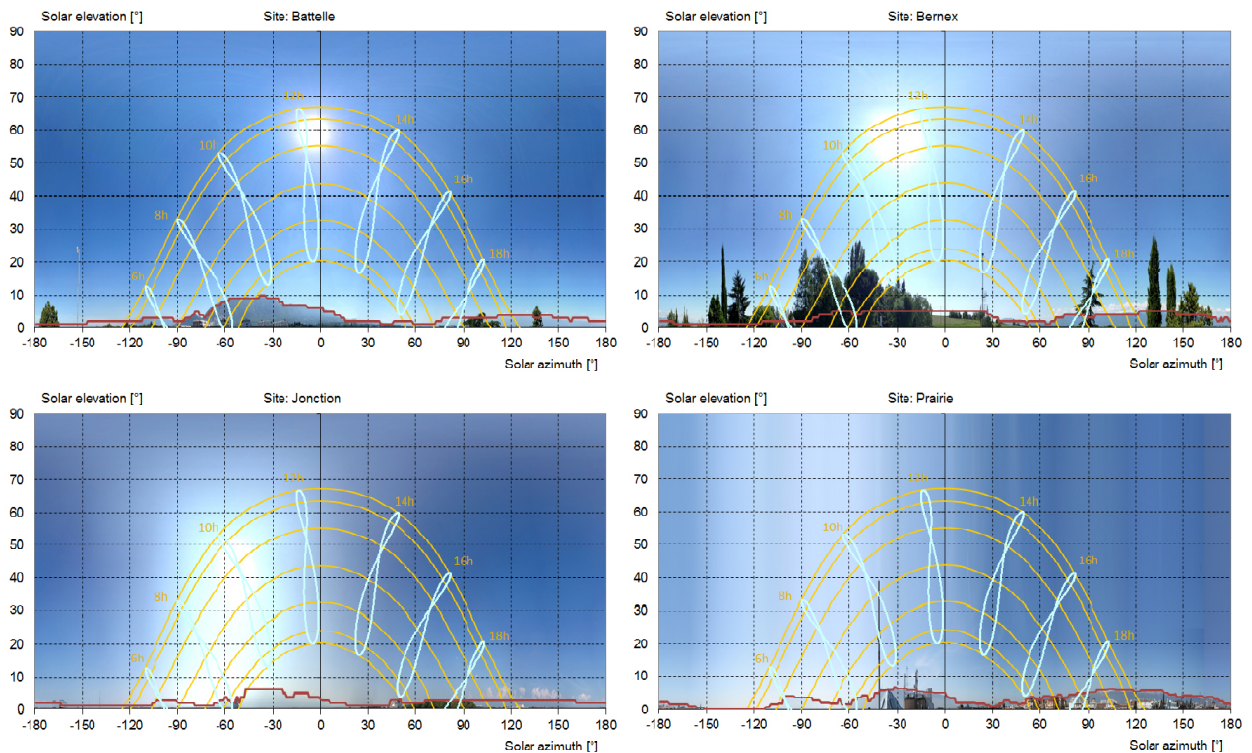 Solar elevation [°] Site: Battelle
90
80
70
60
50
40
30
20
10
0
12h
14h
10h
16h
8h
18h
6h
-180 -150 -120 -90 -60 -30 0 30 60 90 120 150 180
Solar azimuth [°]
Solar elevation [°] Site: Bernex
90
80
70
60
50
40
30
20
10
0
12h
14h
10h
16h
8h
18h
6h
-180 -150 -120 -90 -60 -30 0 30 60 90 120 150 180
Solar azimuth [°]
Solar elevation [°] Site: Jonction
90
80
70
60
50
40
30
20
10
0
12h
14h
10h
16h
8h
18h
6h
-180 -150 -120 -90 -60 -30 0 30 60 90 120 150 180
Solar azimuth [°]
Solar elevation [°] Site: Prairie
90
80
70
60
50
40
30
20
10
0
12h
14h
10h
16h
8h
18h
6h
-180 -150 -120 -90 -60 -30 0 30 60 90 120 150 180
Solar azimuth [°]